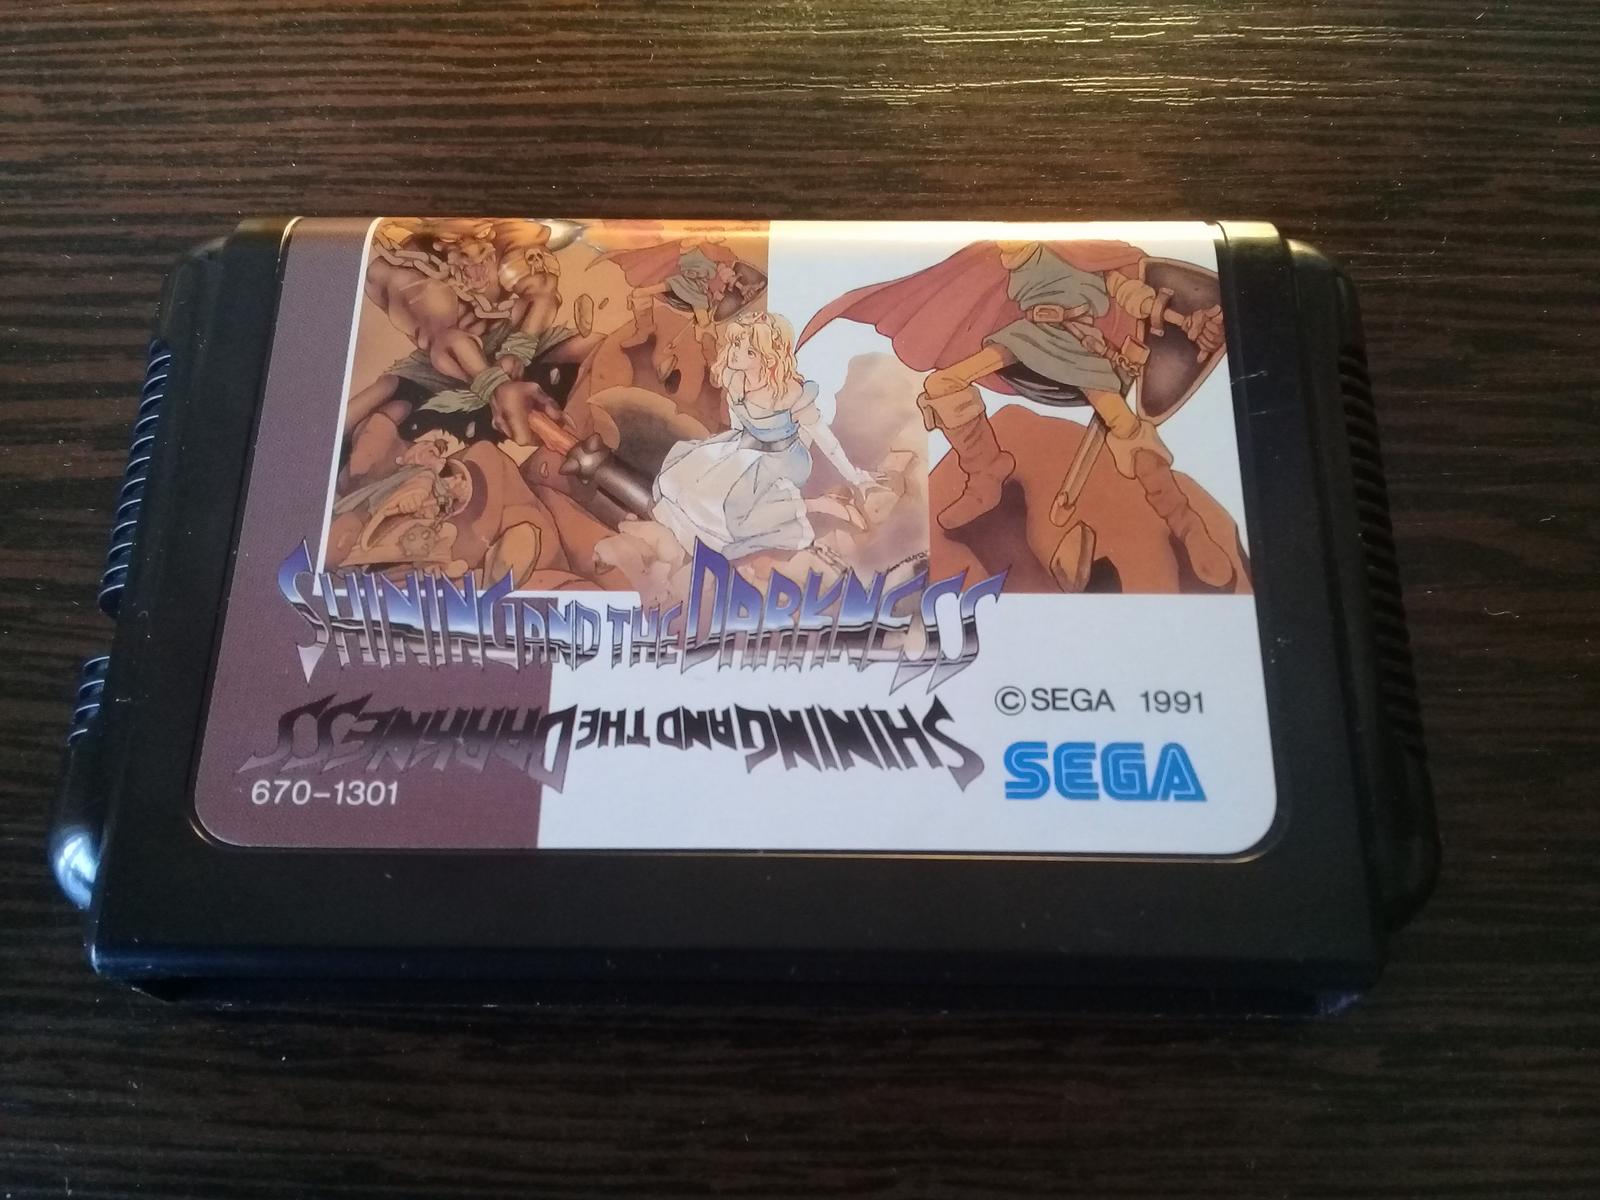 SHINING AND THE DARKNESS
SHINING AND THE DARKNESS
© SEGA 1991
670-1301
SEGA